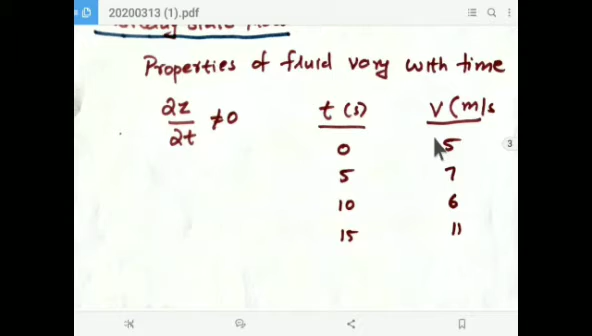 20200313 (1).pdf
Properties of fluid vary with time
∂z/∂t ≠0 t (s) V (m/s
0 5
5 7
10 6
15 11
3